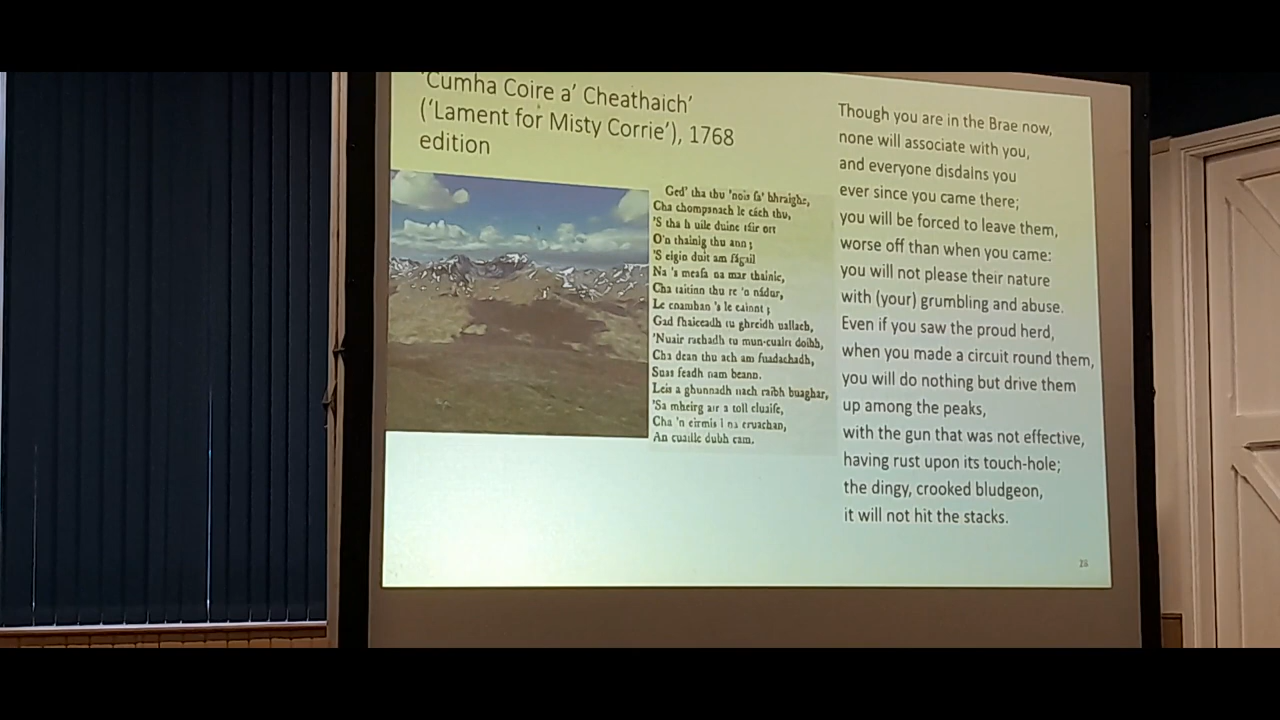 'Cumha Coire a' Cheathaich'
('Lament for Misty Corrie'), 1768
edition
Ged' tha thu 'nois sa' bhraighe,
Cha chompanach le cách thu,
'S tha h uile duine táir ort
O'n thainig thu ann;
'S eigin duit am fágail
Na 's measa na mar thainic,
Cha taitinn thu re 'n nádur,
Le cnamhan 's le cainnt;
Gad fhaiceadh tu ghreidh uallach,
'Nuair rachadh tu mun-cuairt doibh,
Cha dean thu ach am fuadachadh,
Suas feadh nam beann.
Leis a ghunnadh nach raibh buaghar,
'Sa mheirg air a toll cluaise,
Cha 'n eirmis i na cruachan,
An cuaille dubh cam.
Though you are in the Brae now,
none will associate with you,
and everyone disdains you
ever since you came there;
you will be forced to leave them,
worse off than when you came:
you will not please their nature
with (your) grumbling and abuse.
Even if you saw the proud herd,
when you made a circuit round them,
you will do nothing but drive them
up among the peaks,
with the gun that was not effective,
having rust upon its touch-hole;
the dingy, crooked bludgeon,
it will not hit the stacks.